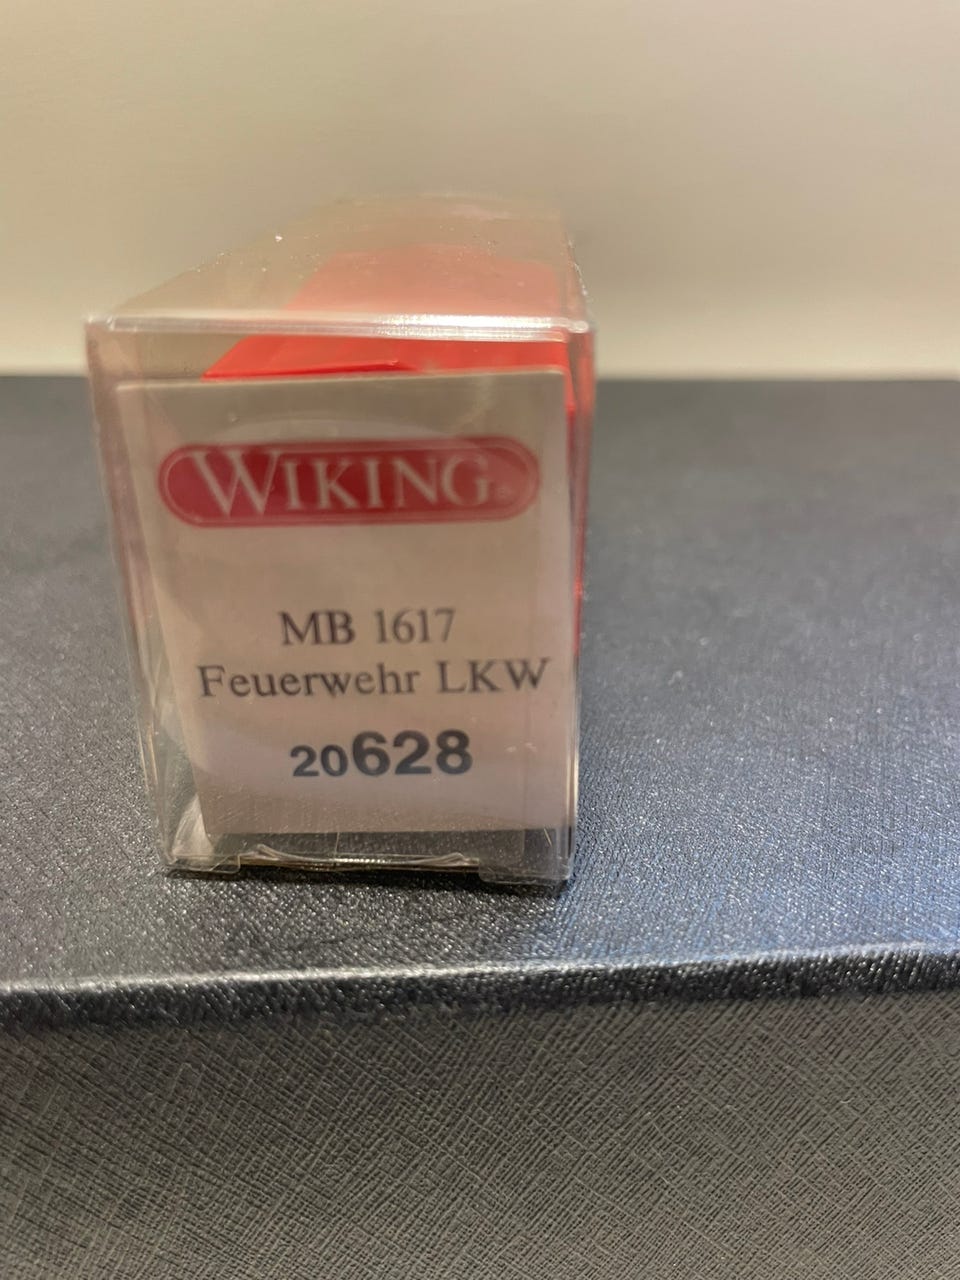 WIKING
MB 1617
Feuerwehr LKW
20628